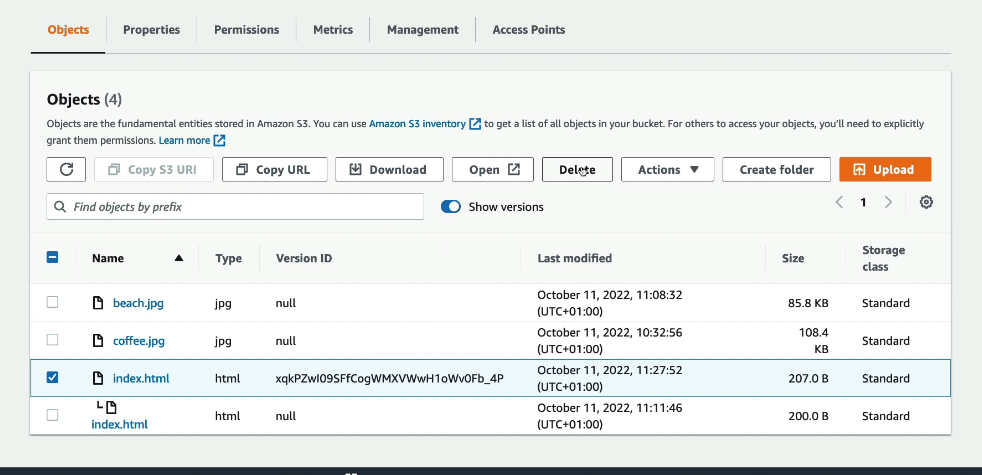 Objects Properties Permissions Metrics Management Access Points
Objects (4)
Objects are the fundamental entities stored in Amazon S3. You can use Amazon S3 inventory to get a list of all objects in your bucket. For others to access your objects, you'll need to explicitly
grant them permissions. Learn more
Copy S3 URI Copy URL Download Open Delete Actions Create folder Upload
Find objects by prefix Show versions 1
Name Type Version ID Last modified Size Storage
class
beach.jpg jpg null October 11, 2022, 11:08:32
(UTC+01:00) 85.8 KB Standard
coffee.jpg jpg null October 11, 2022, 10:32:56
(UTC+01:00) 108.4
KB Standard
index.html html xqkPZwI09SFfCogWMXVWwH1oWv0Fb_4P October 11, 2022, 11:27:52
(UTC+01:00) 207.0 B Standard
index.html html null October 11, 2022, 11:11:46
(UTC+01:00) 200.0 B Standard